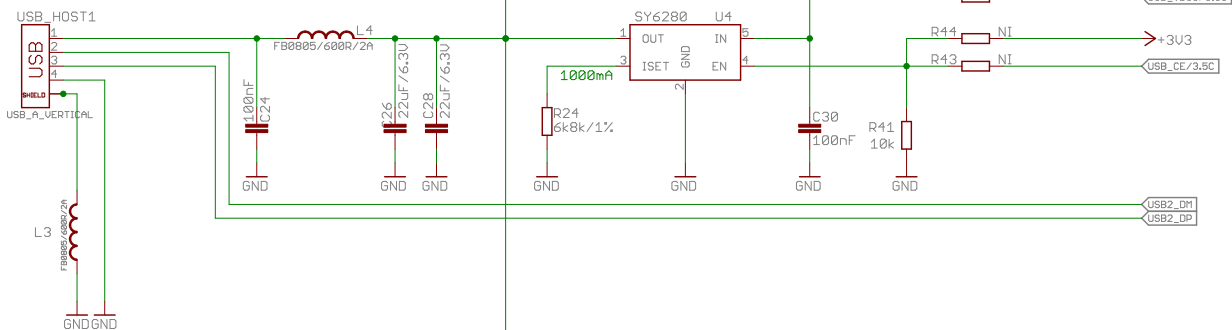 USB_HOST1
SY6280 U4
1
2
3
4
USB
SHIELD
USB_A_VERTICAL
L4
FB0805/600R/2A
100nF
C24
C26
22uF/6.3V
C28
22uF/6.3V
1 OUT IN 5
3 ISET EN 4
GND
2
1000mA
R24
6k8k/1%
C30
100nF
R44 NI
+3V3
R43 NI
USB_CE/3.5C
R41
10k
GND GND GND GND GND GND GND
USB2_DM
USB2_DP
L3
FB0805/600R/2A
GND GND